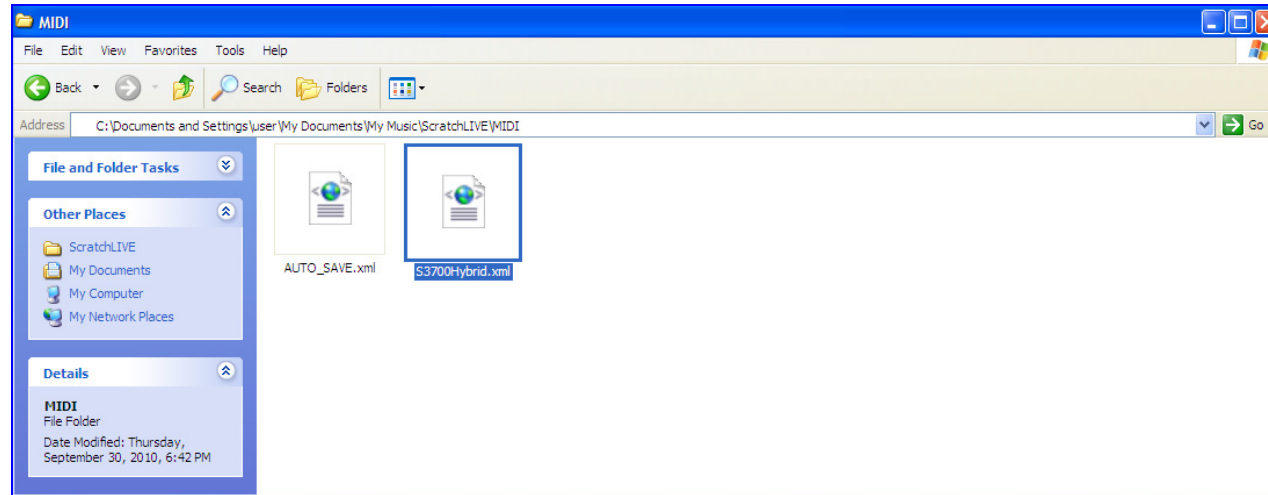 MIDI
File Edit View Favorites Tools Help
Back Search Folders
Address C:\Documents and Settings\user\My Documents\My Music\ScratchLIVE\MIDI Go
File and Folder Tasks
Other Places
ScratchLIVE
My Documents
My Computer
My Network Places
Details
MIDI
File Folder
Date Modified: Thursday,
September 30, 2010, 6:42 PM
AUTO_SAVE.xml
S3700Hybrid.xml